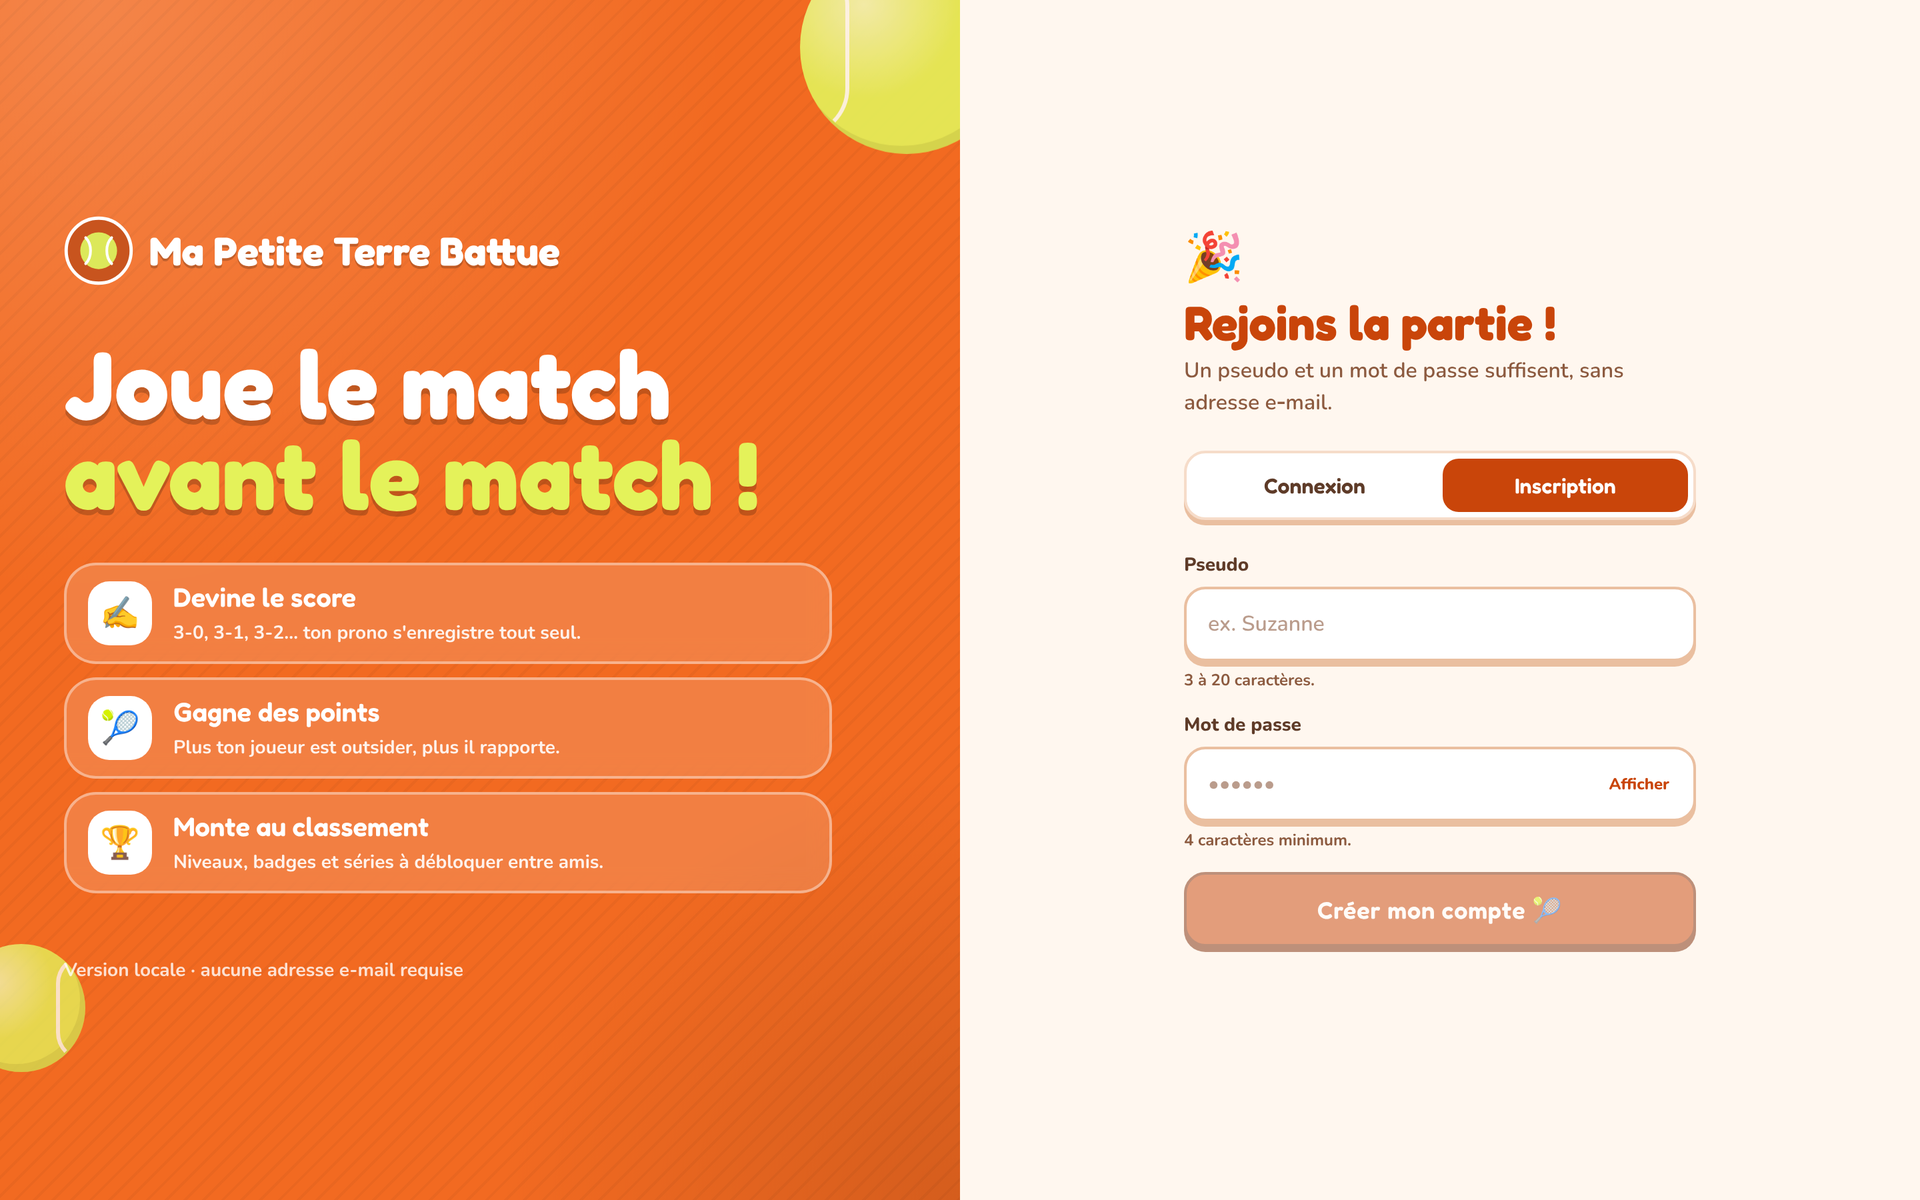 Ma Petite Terre Battue
Joue le match
avant le match !
Devine le score
3-0, 3-1, 3-2... ton prono s'enregistre tout seul.
Gagne des points
Plus ton joueur est outsider, plus il rapporte.
Monte au classement
Niveaux, badges et séries à débloquer entre amis.
Version locale · aucune adresse e-mail requise
Rejoins la partie !
Un pseudo et un mot de passe suffisent, sans
adresse e-mail.
Connexion
Inscription
Pseudo
ex. Suzanne
3 à 20 caractères.
Mot de passe
••••••
Afficher
4 caractères minimum.
Créer mon compte